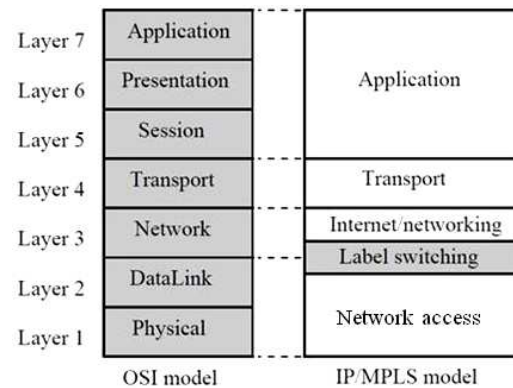 Layer 7
Application
Layer 6
Presentation
Application
Layer 5
Session
Layer 4
Transport
Transport
Layer 3
Network
Internet/networking
Label switching
Layer 2
DataLink
Layer 1
Physical
Network access
OSI model
IP/MPLS model